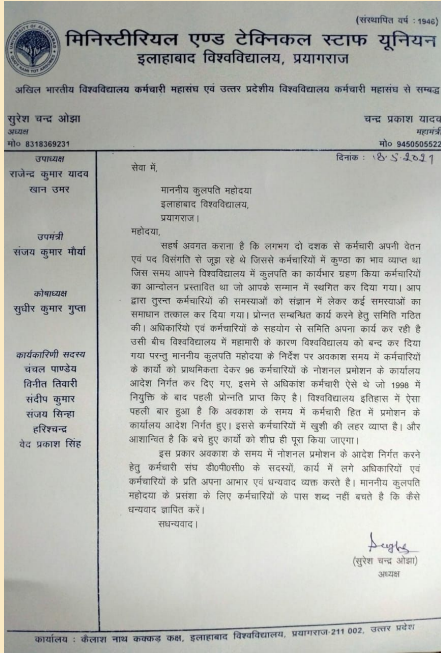 (संस्थापित वर्ष : 1946)
मिनिस्टीरियल एण्ड टेक्निकल स्टाफ यूनियन
इलाहाबाद विश्वविद्यालय, प्रयागराज
अखिल भारतीय विश्वविद्यालय कर्मचारी महासंघ एवं उत्तर प्रदेशीय विश्वविद्यालय कर्मचारी महासंघ से सम्बद्ध
सुरेश चन्द्र ओझा
अध्यक्ष
मो० 8318369231
चन्द्र प्रकाश यादव
महामंत्री
मो० 9450505522
उपाध्यक्ष
राजेन्द्र कुमार यादव
खान उमर
उपमंत्री
संजय कुमार मौर्या
कोषाध्यक्ष
सुधीर कुमार गुप्ता
कार्यकारिणी सदस्य
चंचल पाण्डेय
विनीत तिवारी
संदीप कुमार
संजय सिन्हा
हरिश्चन्द्र
वेद प्रकाश सिंह
दिनांक : 18.5.2021
सेवा में,
माननीय कुलपति महोदया
इलाहाबाद विश्वविद्यालय,
प्रयागराज।
महोदया,
सहर्ष अवगत कराना है कि लगभग दो दशक से कर्मचारी अपनी वेतन
एवं पद विसंगति से जूझ रहे थे जिससे कर्मचारियों में कुण्ठा का भाव व्याप्त था
जिस समय आपने विश्वविद्यालय में कुलपति का कार्यभार ग्रहण किया कर्मचारियों
का आन्दोलन प्रस्तावित था जो आपके सम्मान में स्थगित कर दिया गया। आप
द्वारा तुरन्त कर्मचारियों की समस्याओं को संज्ञान में लेकर कई समस्याओं का
समाधान तत्काल कर दिया गया। प्रोन्नत सम्बन्धित कार्य करने हेतु समिति गठित
की। अधिकारियो एवं कर्मचारियों के सहयोग से समिति अपना कार्य कर रही है
उसी बीच विश्वविद्यालय में महामारी के कारण विश्वविद्यालय को बन्द कर दिया
गया परन्तु माननीय कुलपति महोदया के निर्देश पर अवकाश समय में कर्मचारियों
के कार्यो को प्राथमिकता देकर 96 कर्मचारियों के नोशनल प्रमोशन के कार्यालय
आदेश निर्गत कर दिए गए, इसमे से अधिकांश कर्मचारी ऐसे थे जो 1998 में
नियुक्ति के बाद पहली प्रोन्नति प्राप्त किए है। विश्वविद्यालय इतिहास में ऐसा
पहली बार हुआ है कि अवकाश के समय में कर्मचारी हित में प्रमोशन के
कार्यालय आदेश निर्गत हुए। इससे कर्मचारियों में खुशी की लहर व्याप्त है। और
आशान्वित है कि बचे हुए कार्यो को शीघ्र ही पूरा किया जाएगा।
इस प्रकार अवकाश के समय में नोशनल प्रमोशन के आदेश निर्गत करने
हेतु कर्मचारी संघ डी०पी०सी० के सदस्यों, कार्य में लगे अधिकारियों एवं
कर्मचारियों के प्रति अपना आभार एवं धन्यवाद व्यक्त करते है। माननीय कुलपति
महोदया के प्रसंशा के लिए कर्मचारियों के पास शब्द नहीं बचते है कि कैसे
धन्यवाद ज्ञापित करें।
सधन्यवाद।
(सुरेश चन्द्र ओझा)
अध्यक्ष
कार्यालय : कैलाश नाथ कक्कड़ कक्ष, इलाहाबाद विश्वविद्यालय, प्रयागराज-211 002, उत्तर प्रदेश